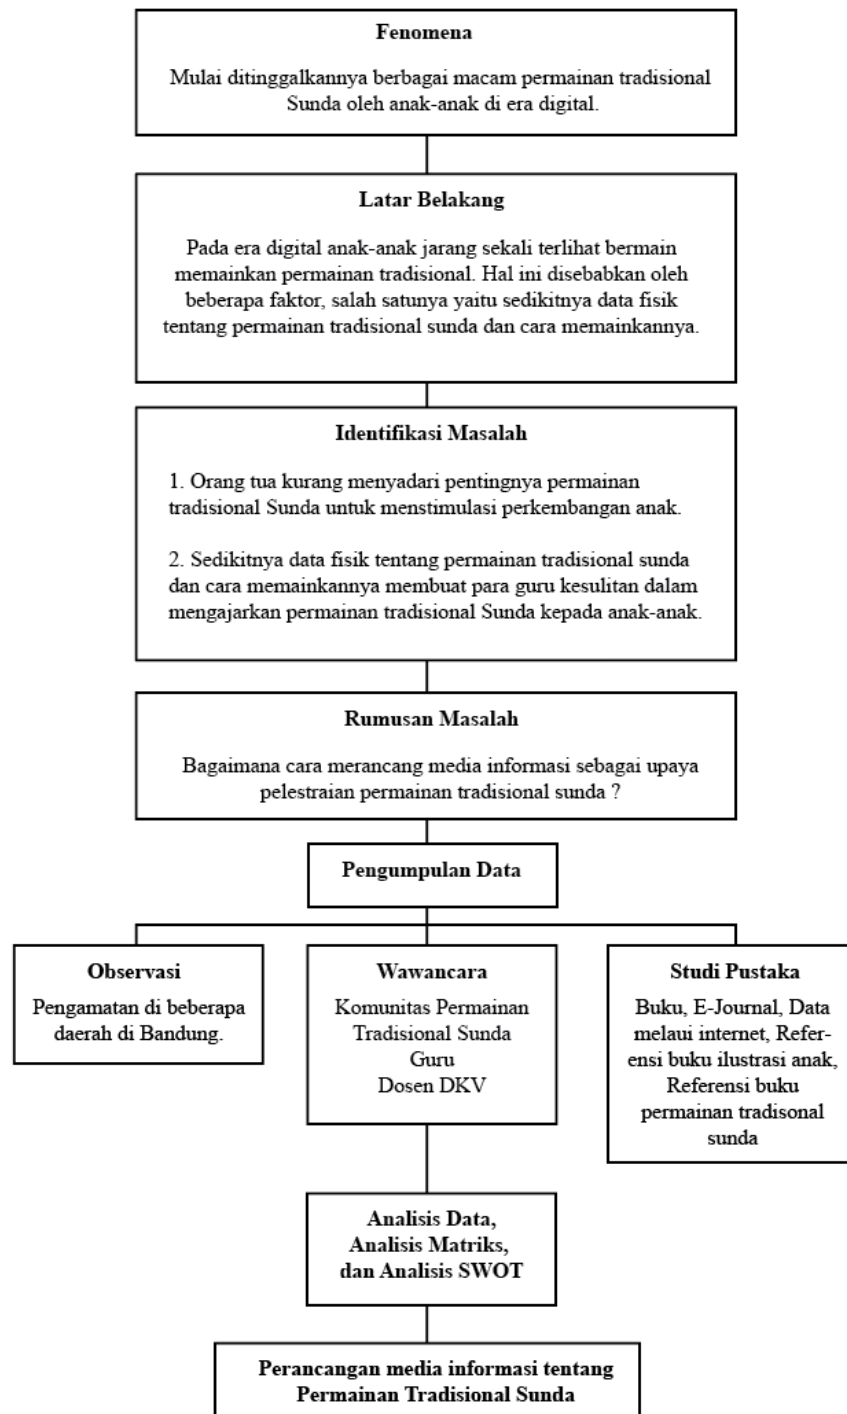 Fenomena
Mulai ditinggalkannya berbagai macam permainan tradisional
Sunda oleh anak-anak di era digital.
Latar Belakang
Pada era digital anak-anak jarang sekali terlihat bermain
memainkan permainan tradisional. Hal ini disebabkan oleh
beberapa faktor, salah satunya yaitu sedikitnya data fisik
tentang permainan tradisional sunda dan cara memainkannya.
Identifikasi Masalah
1. Orang tua kurang menyadari pentingnya permainan
tradisional Sunda untuk menstimulasi perkembangan anak.
2. Sedikitnya data fisik tentang permainan tradisional sunda
dan cara memainkannya membuat para guru kesulitan dalam
mengajarkan permainan tradisional Sunda kepada anak-anak.
Rumusan Masalah
Bagaimana cara merancang media informasi sebagai upaya
pelestraian permainan tradisional sunda ?
Pengumpulan Data
Observasi
Pengamatan di beberapa
daerah di Bandung.
Wawancara
Komunitas Permainan
Tradisional Sunda
Guru
Dosen DKV
Studi Pustaka
Buku, E-Journal, Data
melaui internet, Refer-
ensi buku ilustrasi anak,
Referensi buku
permainan tradisonal
sunda
Analisis Data,
Analisis Matriks,
dan Analisis SWOT
Perancangan media informasi tentang
Permainan Tradisional Sunda